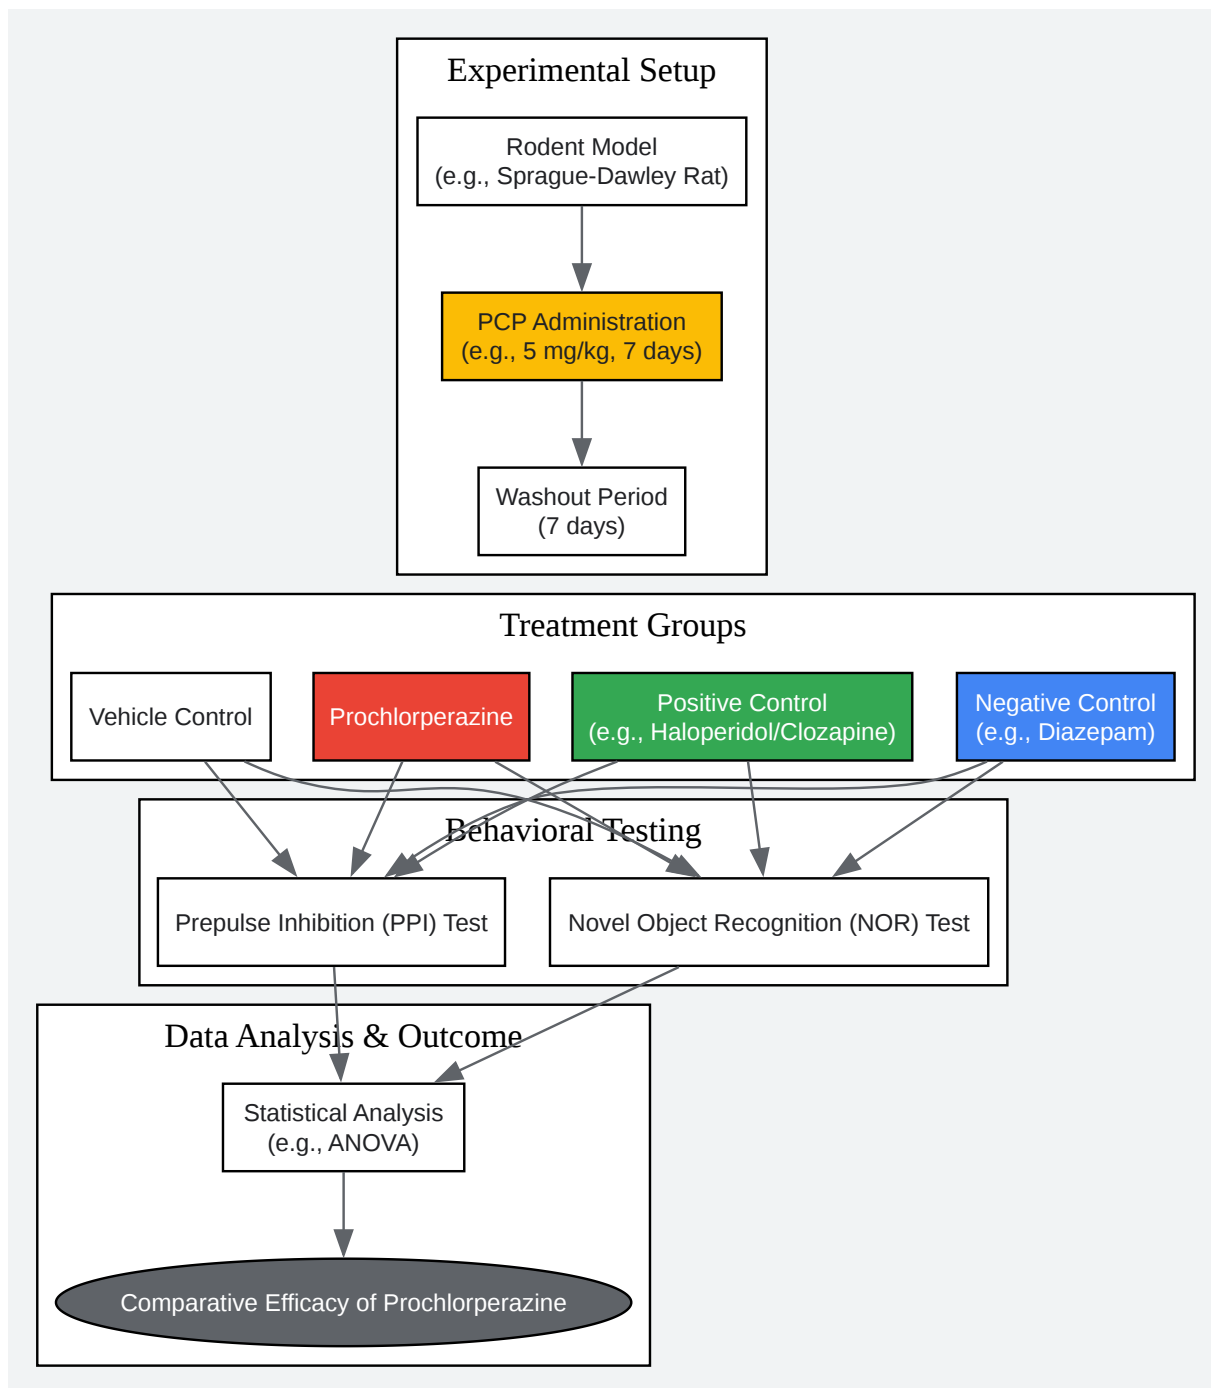 Experimental Setup
Rodent Model
(e.g., Sprague-Dawley Rat)
PCP Administration
(e.g., 5 mg/kg, 7 days)
Washout Period
(7 days)
Treatment Groups
Vehicle Control
Prochlorperazine
Positive Control
(e.g., Haloperidol/Clozapine)
Negative Control
(e.g., Diazepam)
Behavioral Testing
Prepulse Inhibition (PPI) Test
Novel Object Recognition (NOR) Test
Data Analysis & Outcome
Statistical Analysis
(e.g., ANOVA)
Comparative Efficacy of Prochlorperazine